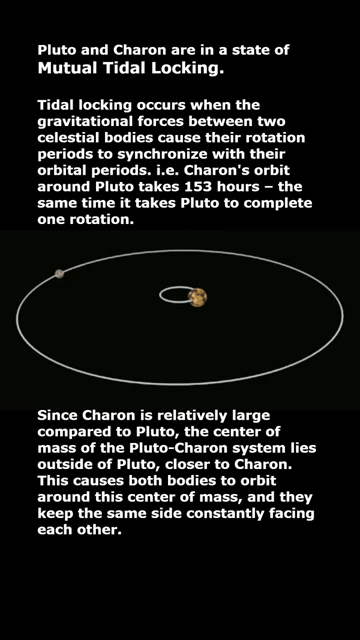 Pluto and Charon are in a state of
Mutual Tidal Locking.
Tidal locking occurs when the
gravitational forces between two
celestial bodies cause their rotation
periods to synchronize with their
orbital periods. i.e. Charon's orbit
around Pluto takes 153 hours – the
same time it takes Pluto to complete
one rotation.
Since Charon is relatively large
compared to Pluto, the center of
mass of the Pluto-Charon system lies
outside of Pluto, closer to Charon.
This causes both bodies to orbit
around this center of mass, and they
keep the same side constantly facing
each other.